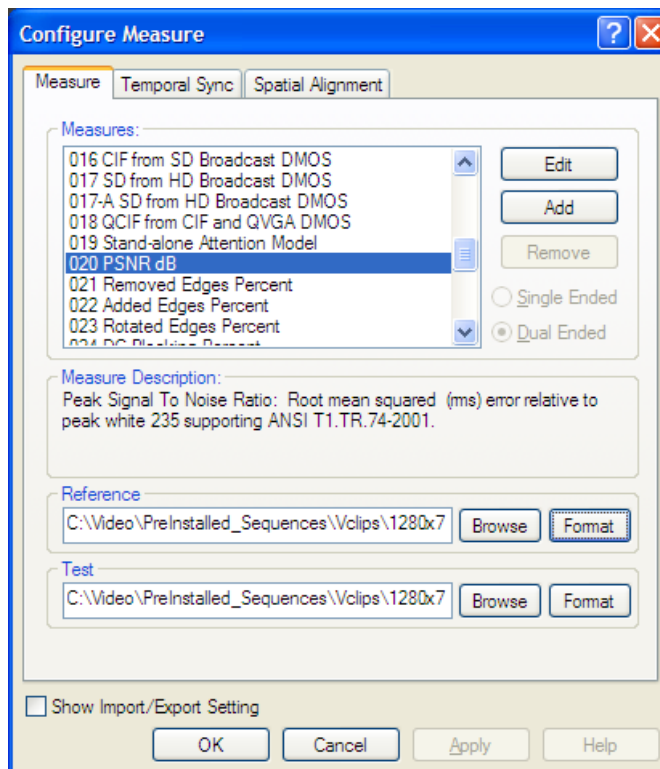 Configure Measure
Measure Temporal Sync Spatial Alignment
Measures:
016 CIF from SD Broadcast DMOS
017 SD from HD Broadcast DMOS
017-A SD from HD Broadcast DMOS
018 QCIF from CIF and QVGA DMOS
019 Stand-alone Attention Model
020 PSNR dB
021 Removed Edges Percent
022 Added Edges Percent
023 Rotated Edges Percent
024 DC Blocking Percent
Edit
Add
Remove
Single Ended
Dual Ended
Measure Description:
Peak Signal To Noise Ratio: Root mean squared (rms) error relative to
peak white 235 supporting ANSI T1.TR.74-2001.
Reference
C:\Video\PreInstalled_Sequences\Vclips\1280x7 Browse Format
Test
C:\Video\PreInstalled_Sequences\Vclips\1280x7 Browse Format
Show Import/Export Setting
OK Cancel Apply Help